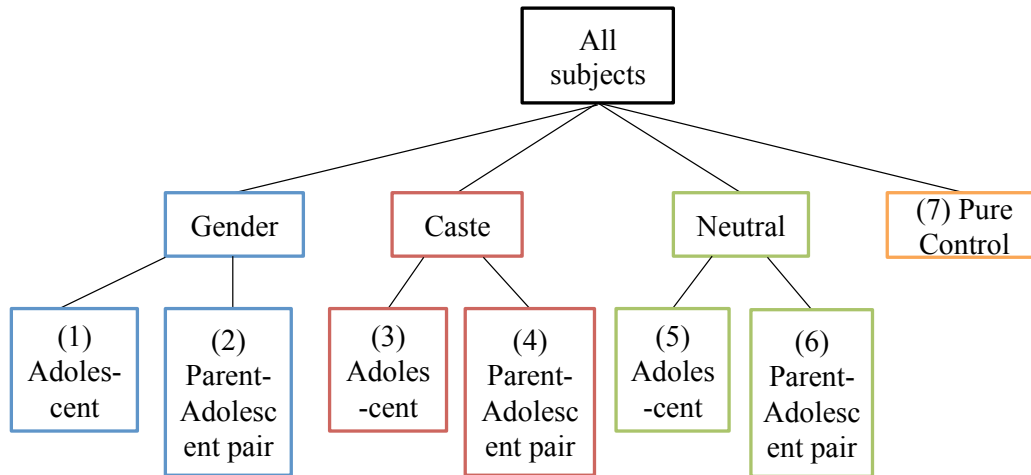 All
subjects
Gender
Caste
Neutral
(7) Pure
Control
(1)
Adoles-
cent
(2)
Parent-
Adolesc
ent pair
(3)
Adoles
-cent
(4)
Parent-
Adolesc
ent pair
(5)
Adoles
-cent
(6)
Parent-
Adolesc
ent pair